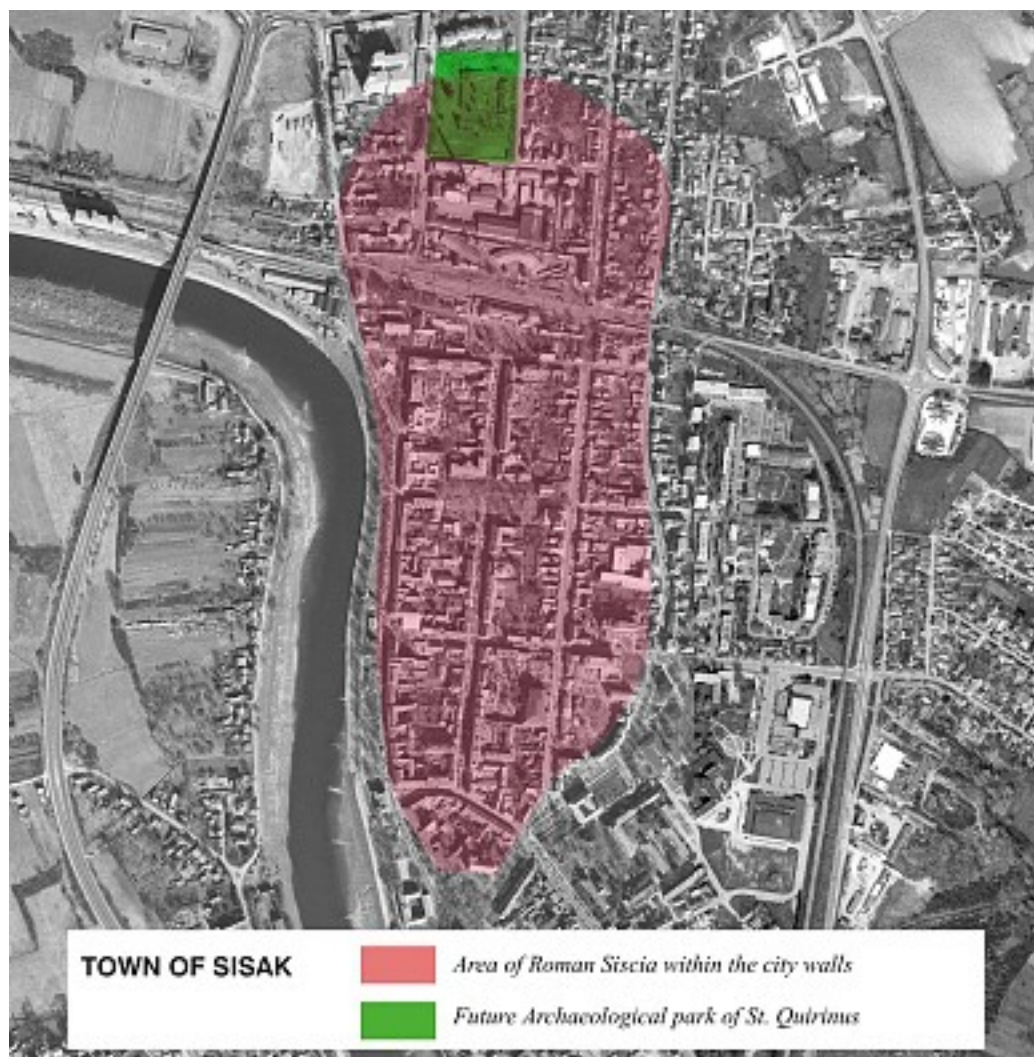 TOWN OF SISAK
Area of Roman Siscia within the city walls
Future Archaeological park of St. Quirinus